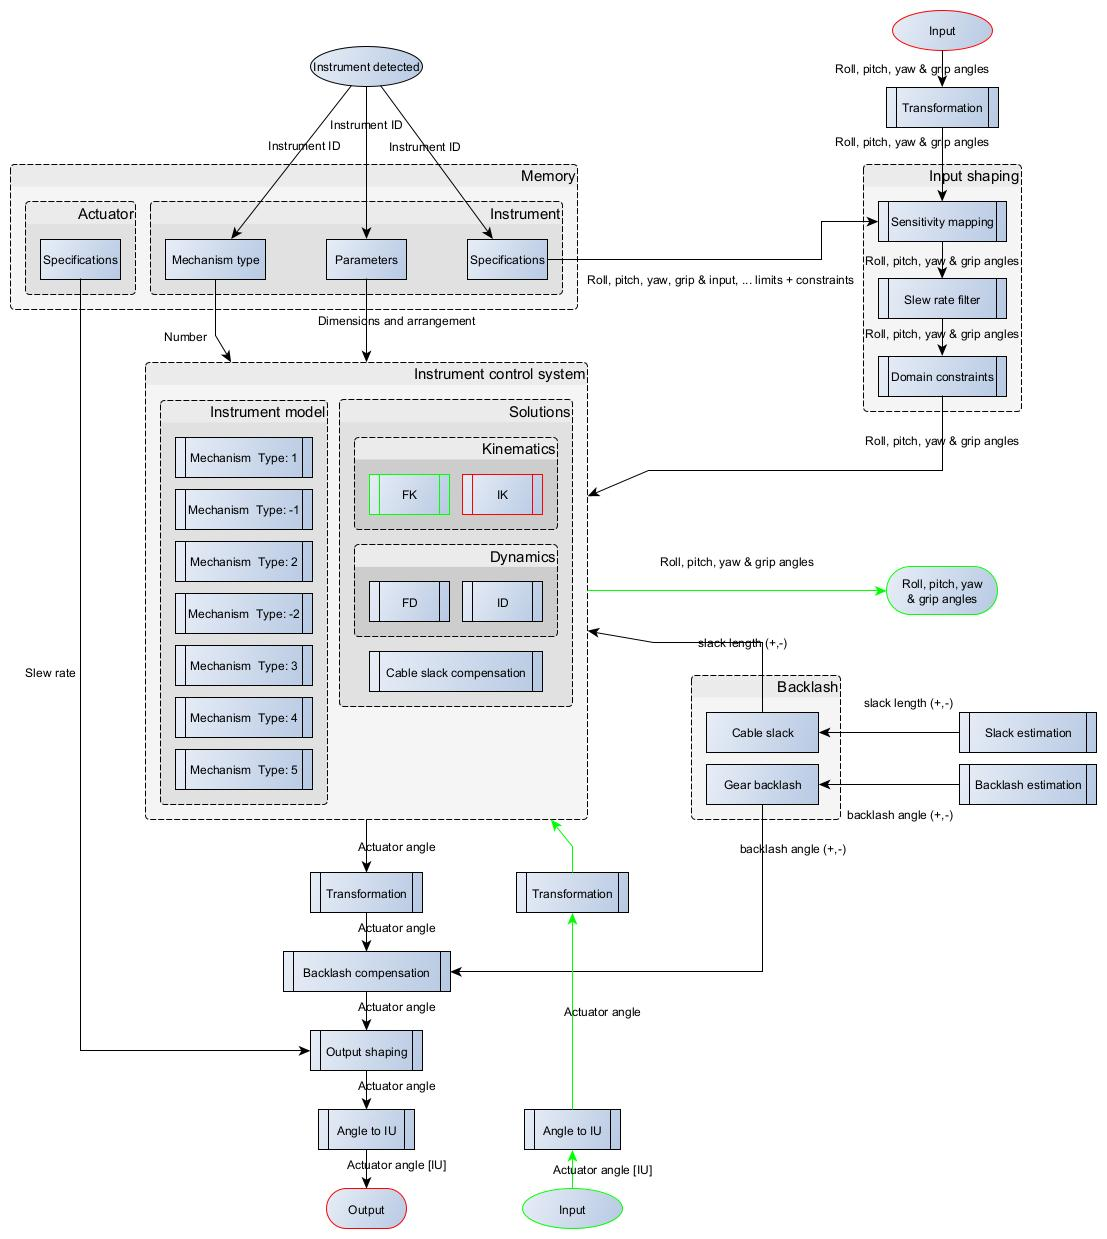 Input
Instrument detected
Roll, pitch, yaw & grip angles
Transformation
Instrument ID
Instrument ID
Instrument ID
Roll, pitch, yaw & grip angles
Memory
Input shaping
Actuator
Instrument
Sensitivity mapping
Specifications
Mechanism type
Parameters
Specifications
Roll, pitch, yaw & grip angles
Roll, pitch, yaw, grip & input, ... limits + constraints
Slew rate filter
Dimensions and arrangement
Number
Roll, pitch, yaw & grip angles
Instrument control system
Domain constraints
Instrument model
Solutions
Roll, pitch, yaw & grip angles
Kinematics
Mechanism Type: 1
FK
IK
Mechanism Type: -1
Dynamics
Mechanism Type: 2
Roll, pitch, yaw & grip angles
Roll, pitch, yaw
& grip angles
FD
ID
Mechanism Type: -2
slack length (+,-)
Mechanism Type: 3
Slew rate
Cable slack compensation
Backlash
slack length (+,-)
Mechanism Type: 4
Cable slack
Slack estimation
Mechanism Type: 5
Gear backlash
Backlash estimation
backlash angle (+,-)
Actuator angle
backlash angle (+,-)
Transformation
Transformation
Actuator angle
Backlash compensation
Actuator angle
Actuator angle
Output shaping
Actuator angle
Angle to IU
Angle to IU
Actuator angle [IU]
Actuator angle [IU]
Output
Input